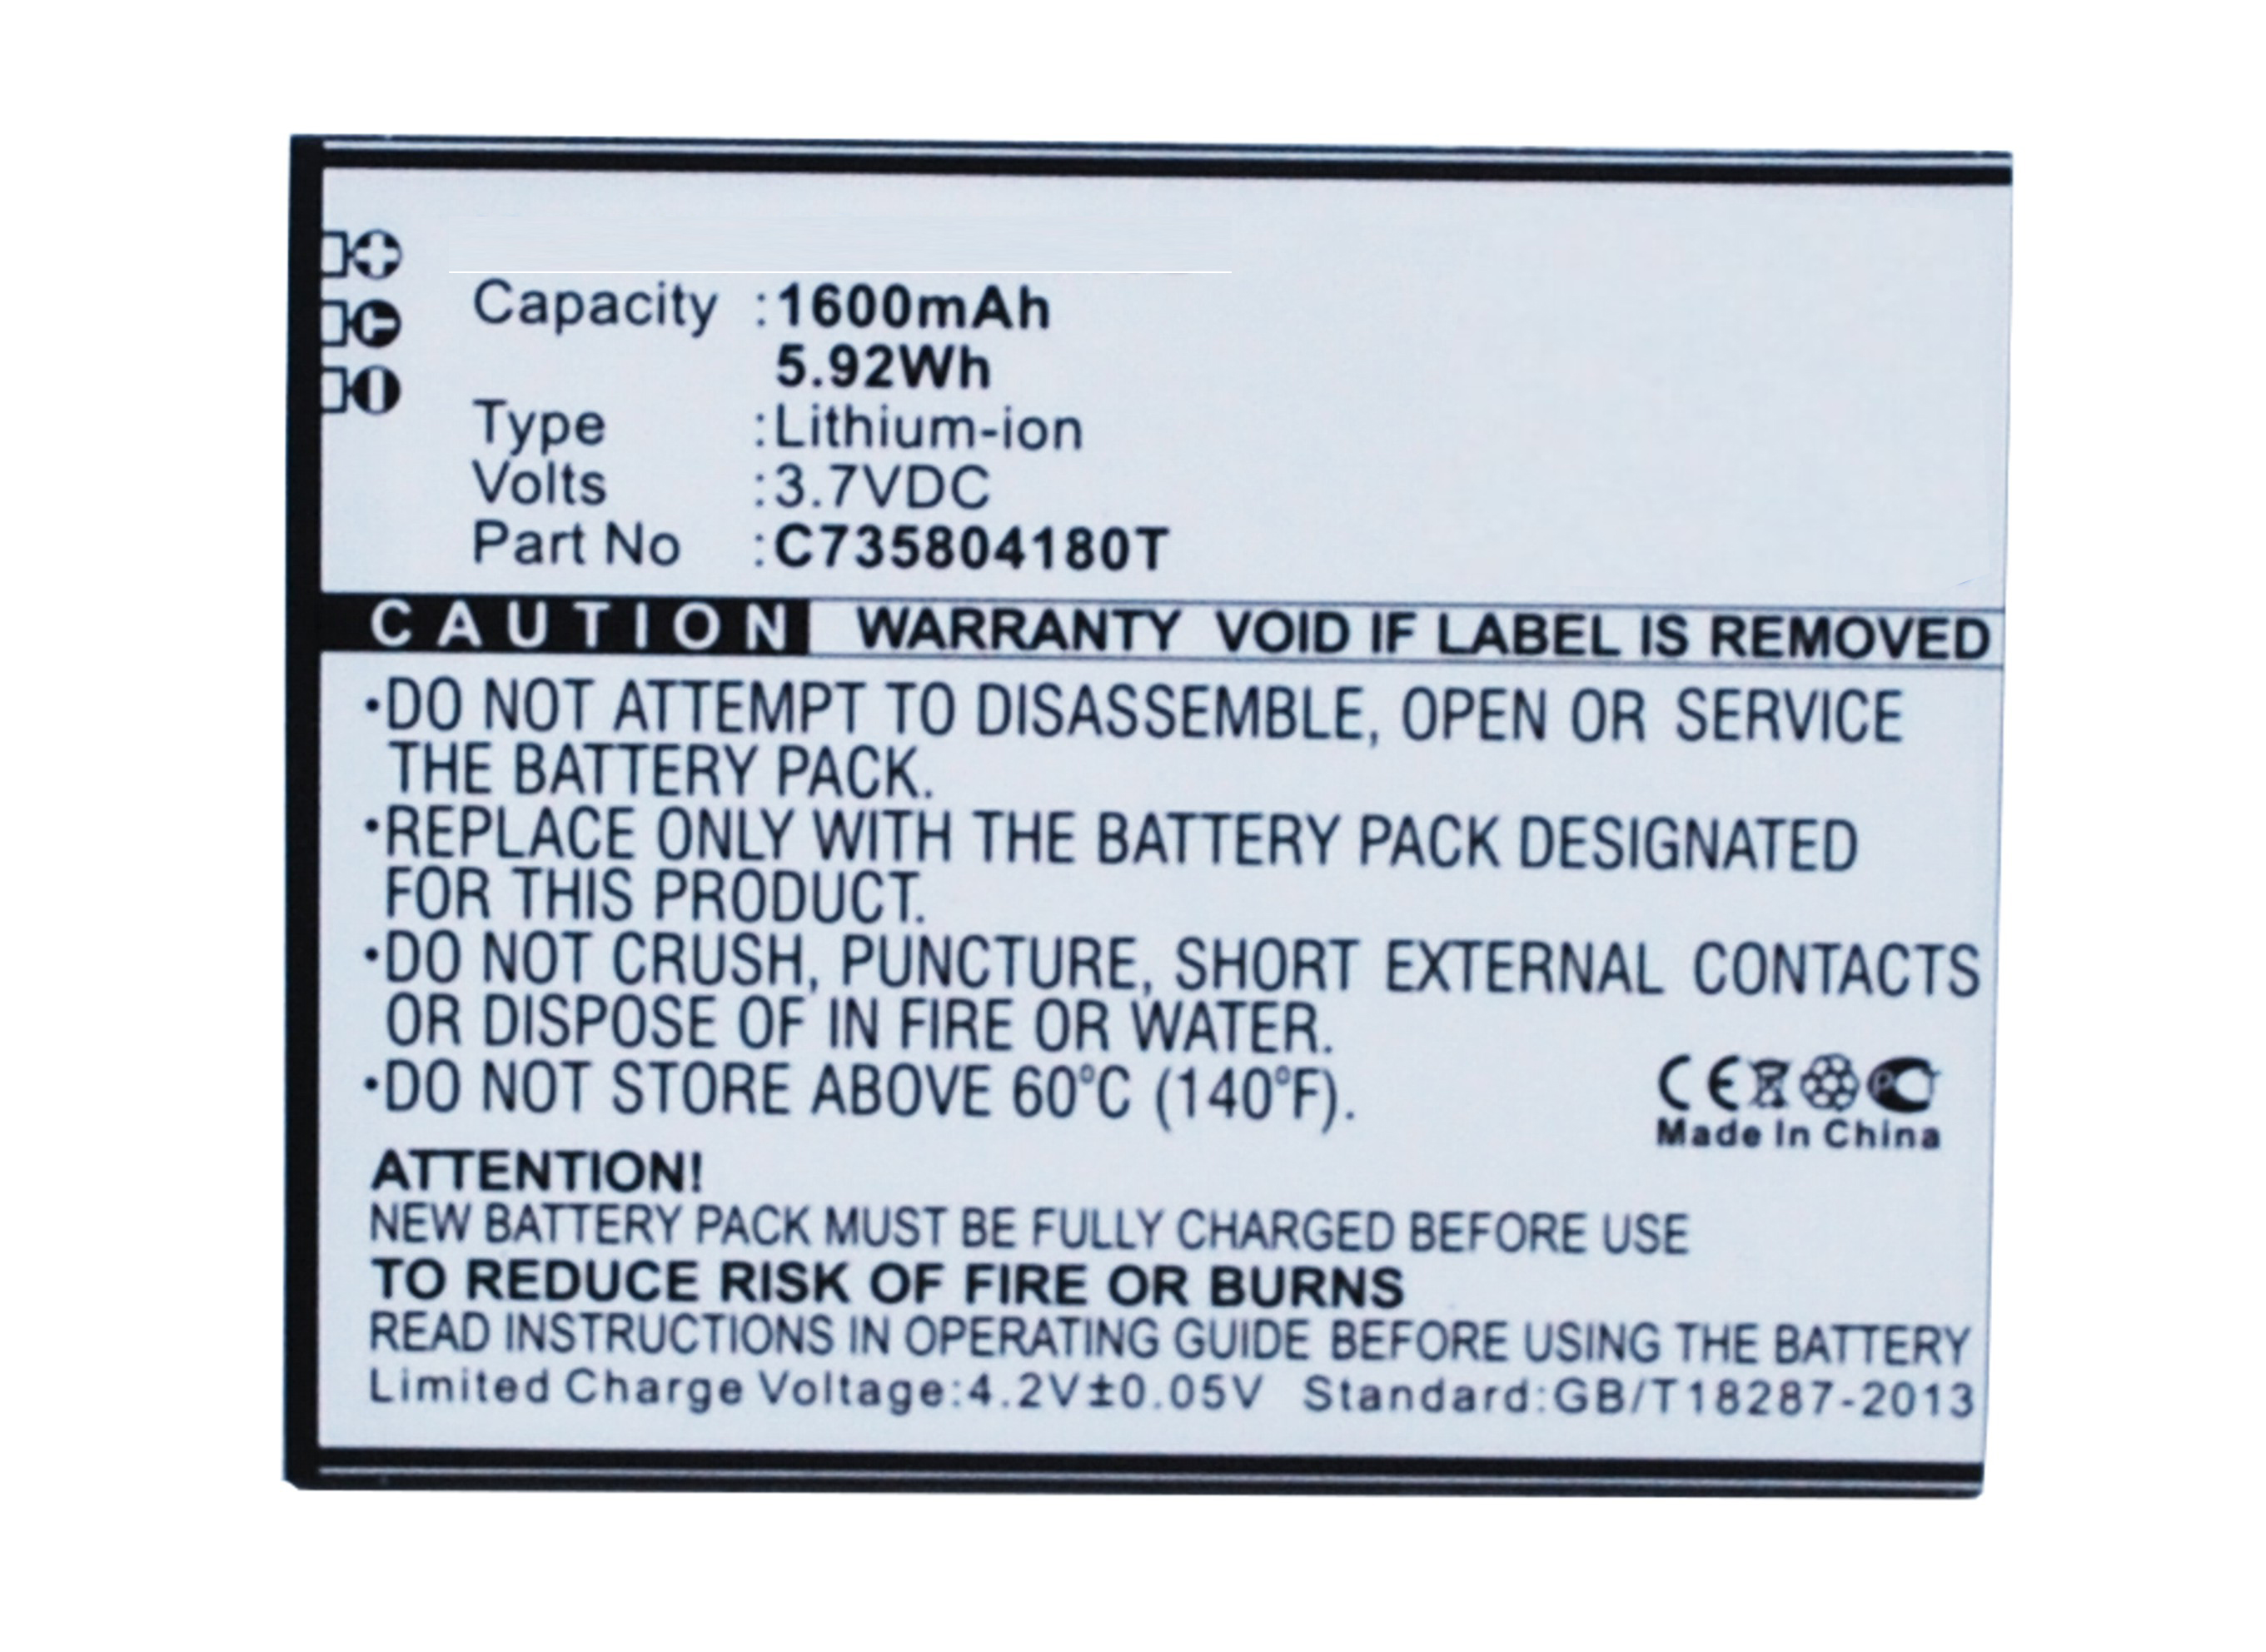 Capacity :1600mAh
5.92Wh
Type :Lithium-ion
Volts :3.7VDC
Part No :C735804180T
CAUTION WARRANTY VOID IF LABEL IS REMOVED
·DO NOT ATTEMPT TO DISASSEMBLE, OPEN OR SERVICE
THE BATTERY PACK.
·REPLACE ONLY WITH THE BATTERY PACK DESIGNATED
FOR THIS PRODUCT.
·DO NOT CRUSH, PUNCTURE, SHORT EXTERNAL CONTACTS
OR DISPOSE OF IN FIRE OR WATER.
·DO NOT STORE ABOVE 60°C (140°F).
CE
Made In China
ATTENTION!
NEW BATTERY PACK MUST BE FULLY CHARGED BEFORE USE
TO REDUCE RISK OF FIRE OR BURNS
READ INSTRUCTIONS IN OPERATING GUIDE BEFORE USING THE BATTERY
Limited Charge Voltage:4.2V±0.05V Standard:GB/T18287-2013